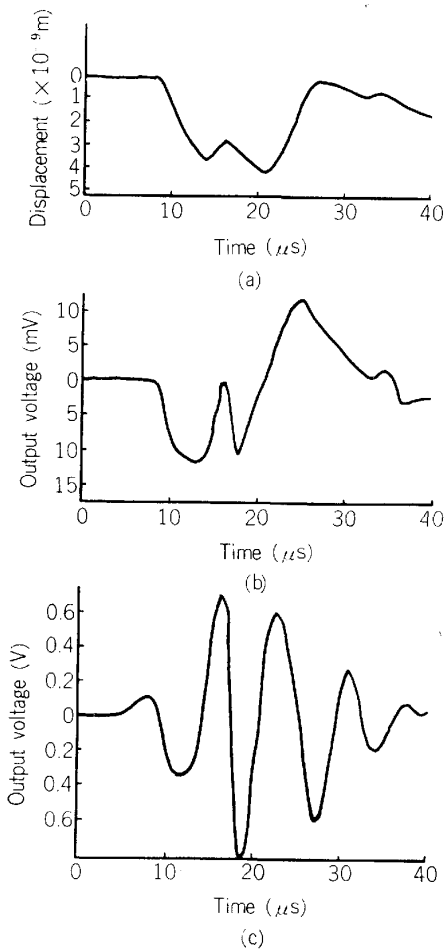 Displacement (×10⁻⁹m)
0
1
2
3
4
5
0 10 20 30 40
Time (μs)
(a)
Output voltage (mV)
10
5
0
5
10
15
0 10 20 30 40
Time (μs)
(b)
Output voltage (V)
0.6
0.4
0.2
0
0.2
0.4
0.6
0 10 20 30 40
Time (μs)
(c)